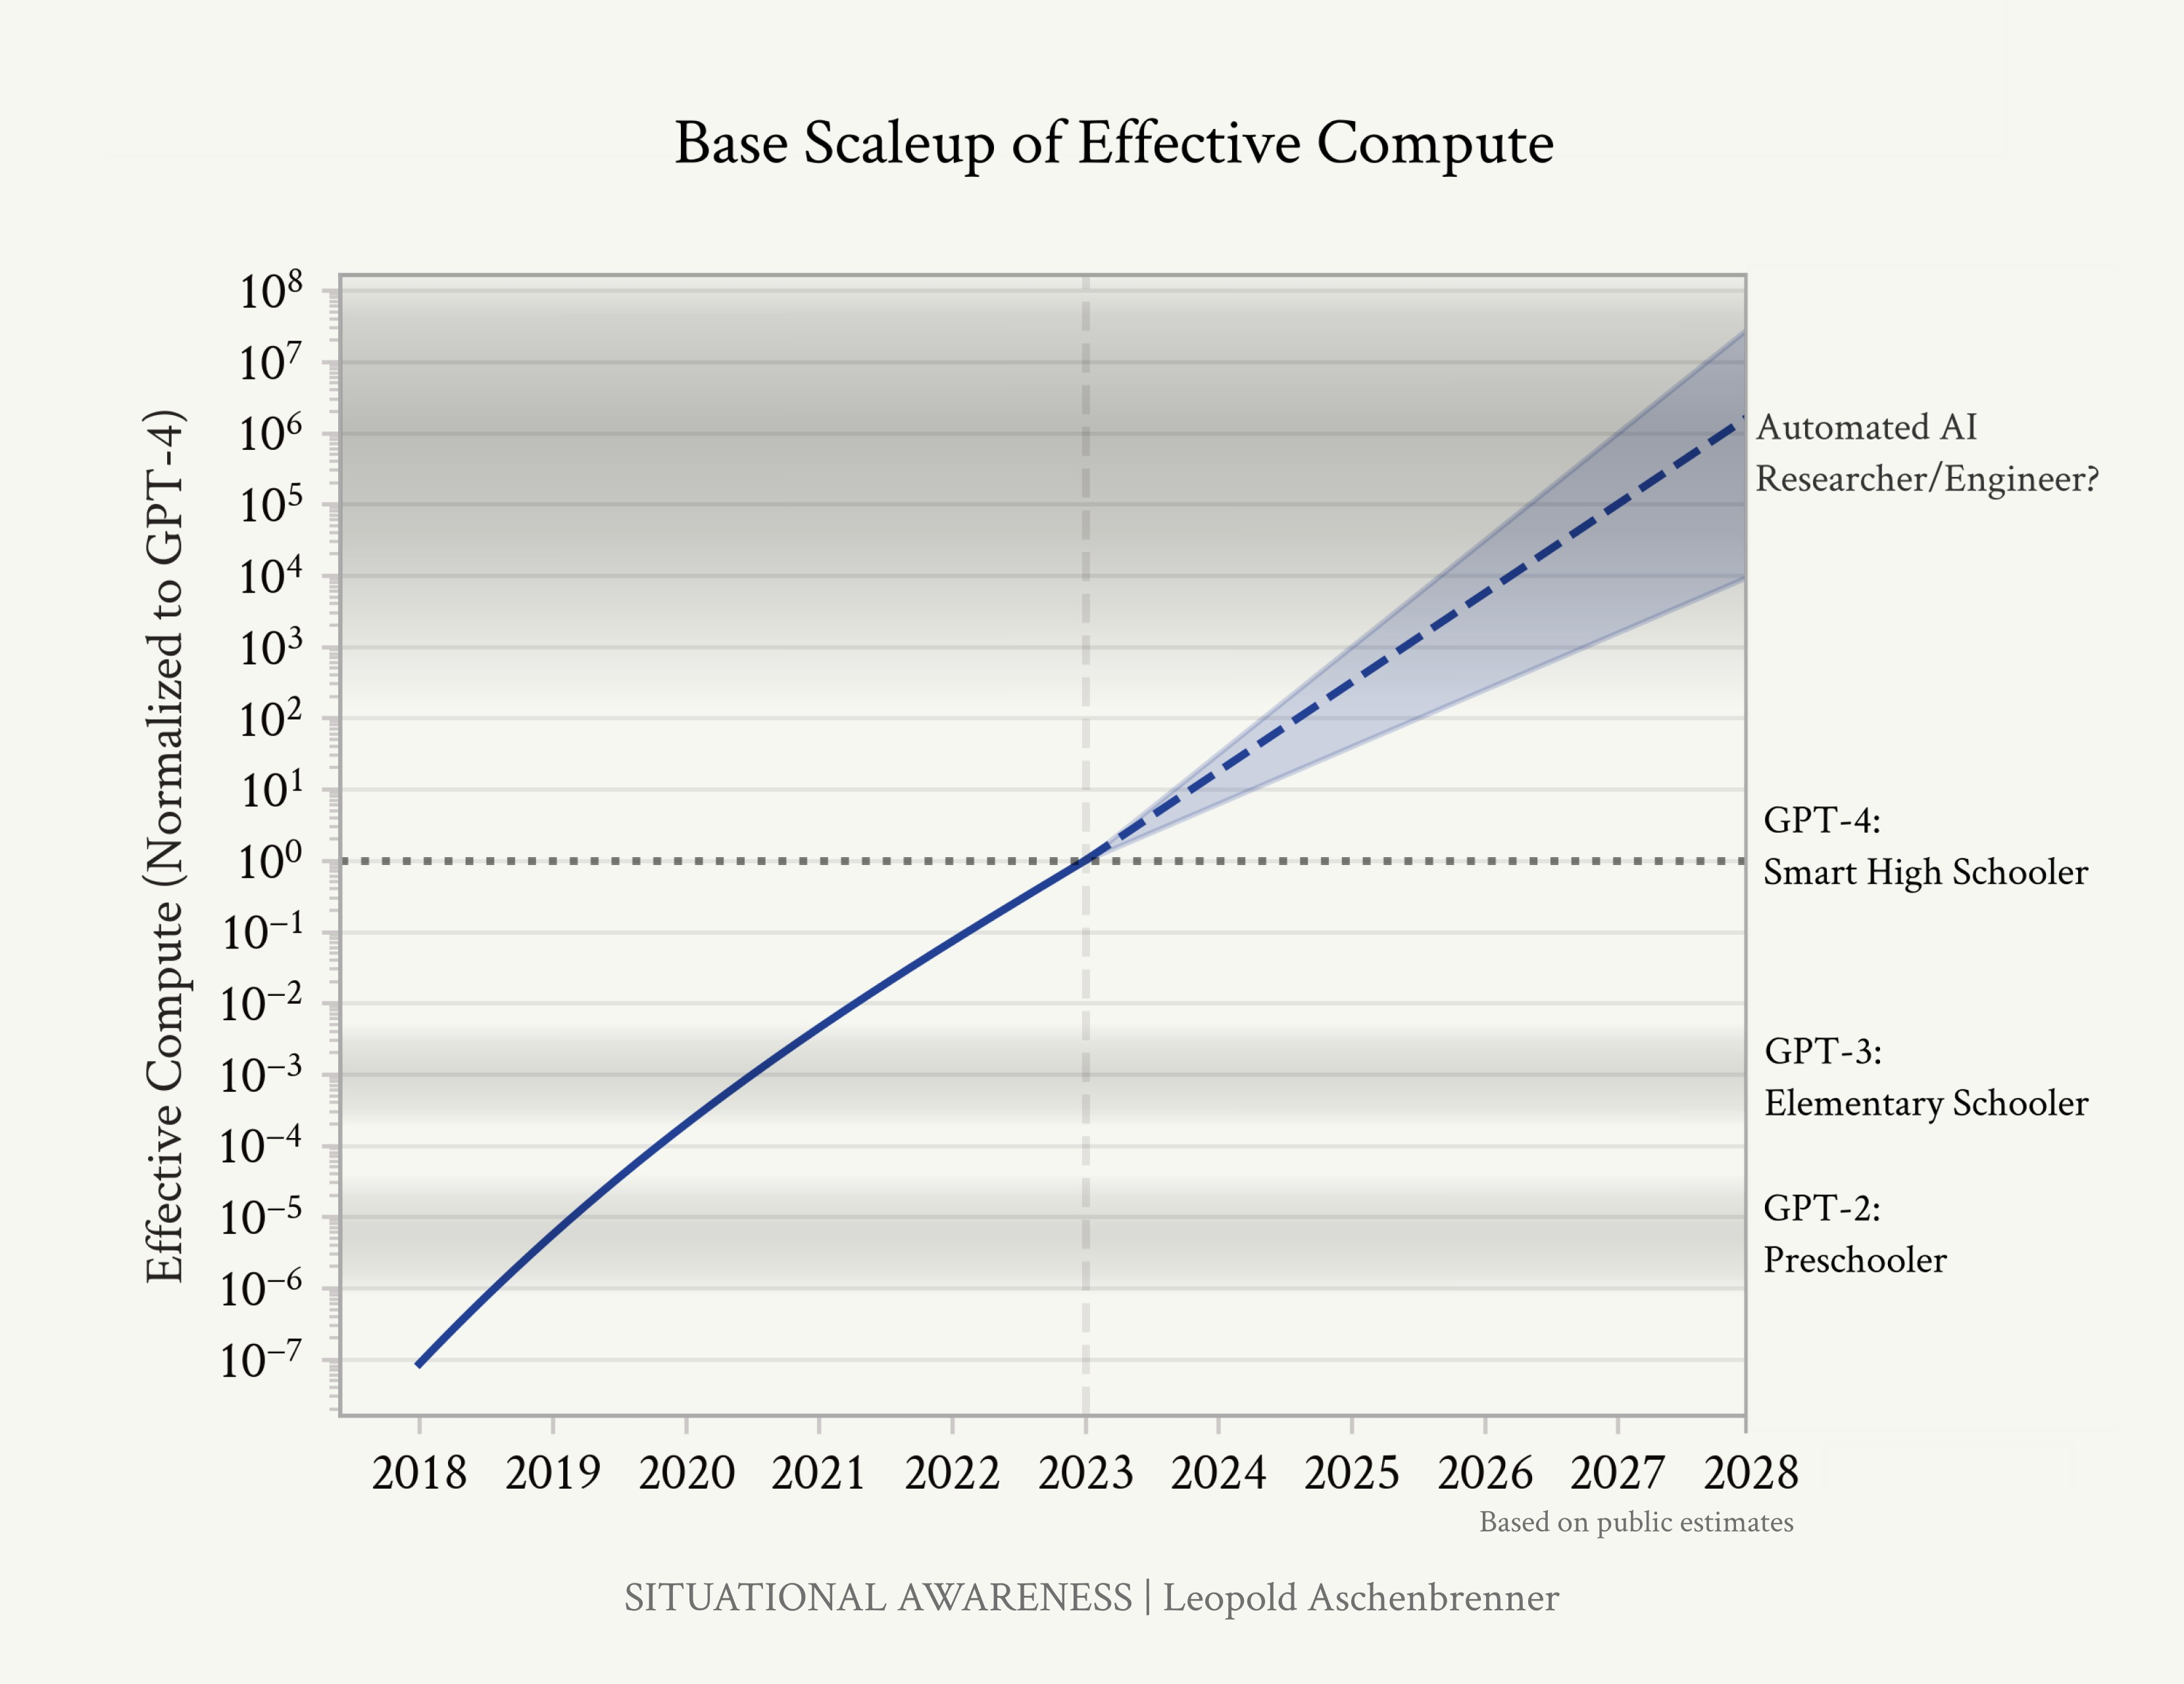 Base Scaleup of Effective Compute
Effective Compute (Normalized to GPT-4)
10⁸
10⁷
10⁶
10⁵
10⁴
10³
10²
10¹
10⁰
10⁻¹
10⁻²
10⁻³
10⁻⁴
10⁻⁵
10⁻⁶
10⁻⁷
Automated AI
Researcher/Engineer?
GPT-4:
Smart High Schooler
GPT-3:
Elementary Schooler
GPT-2:
Preschooler
2018 2019 2020 2021 2022 2023 2024 2025 2026 2027 2028
Based on public estimates
SITUATIONAL AWARENESS | Leopold Aschenbrenner